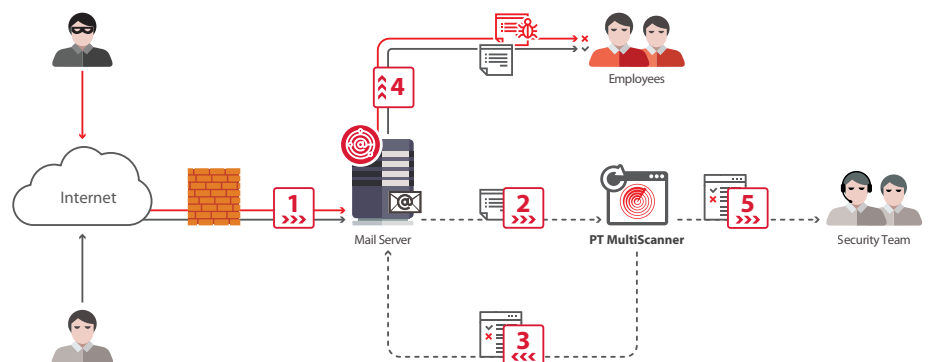 4
Employees
Internet
1
@
Mail Server
2
PT MultiScanner
5
Security Team
3